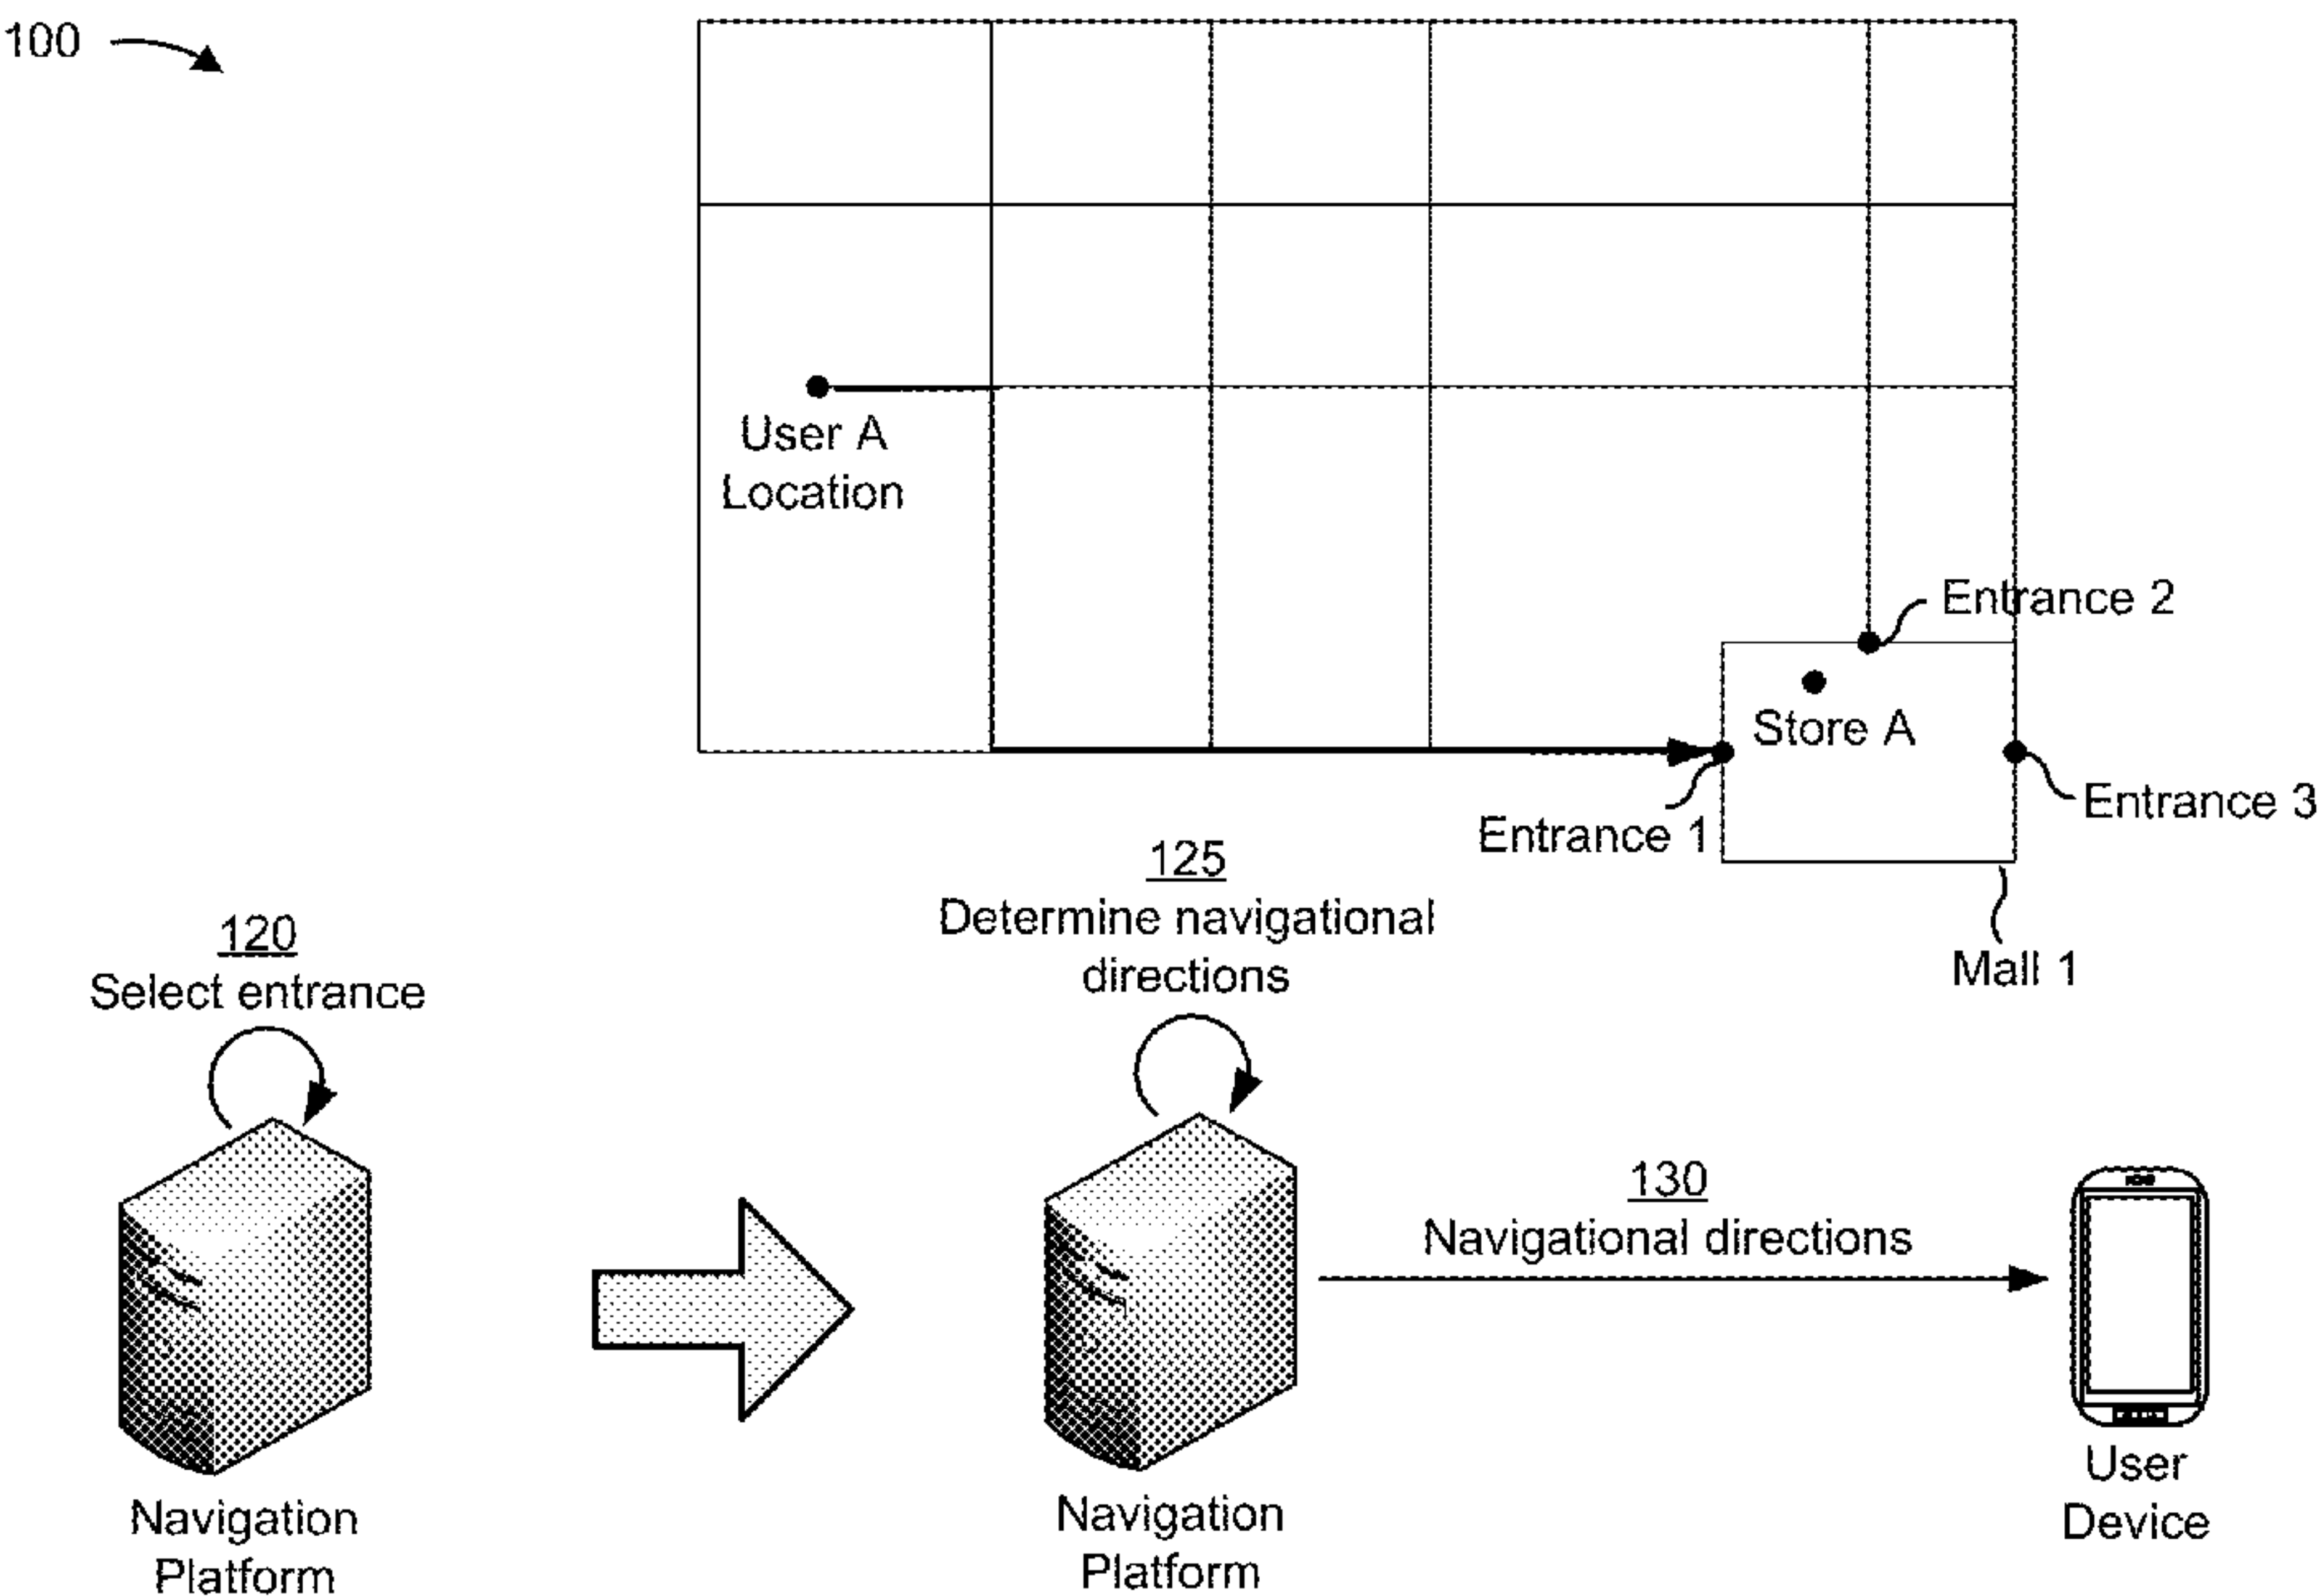 100
User A
Location
Entrance 2
Store A
Entrance 3
Entrance 1
Mall 1
120
Select entrance
125
Determine navigational
directions
130
Navigational directions
Navigation
Platform
Navigation
Platform
User
Device